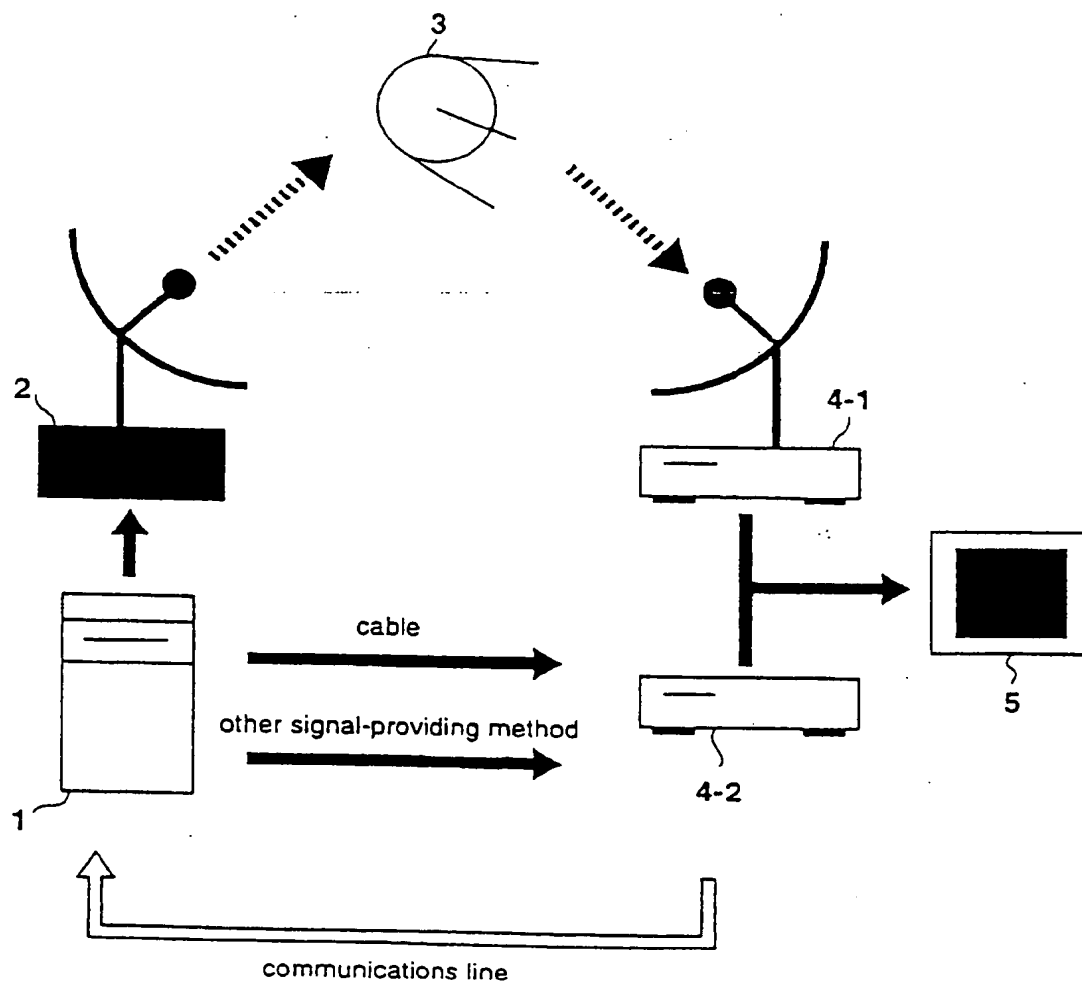 3
2
4-1
cable
5
other signal-providing method
4-2
1
communications line